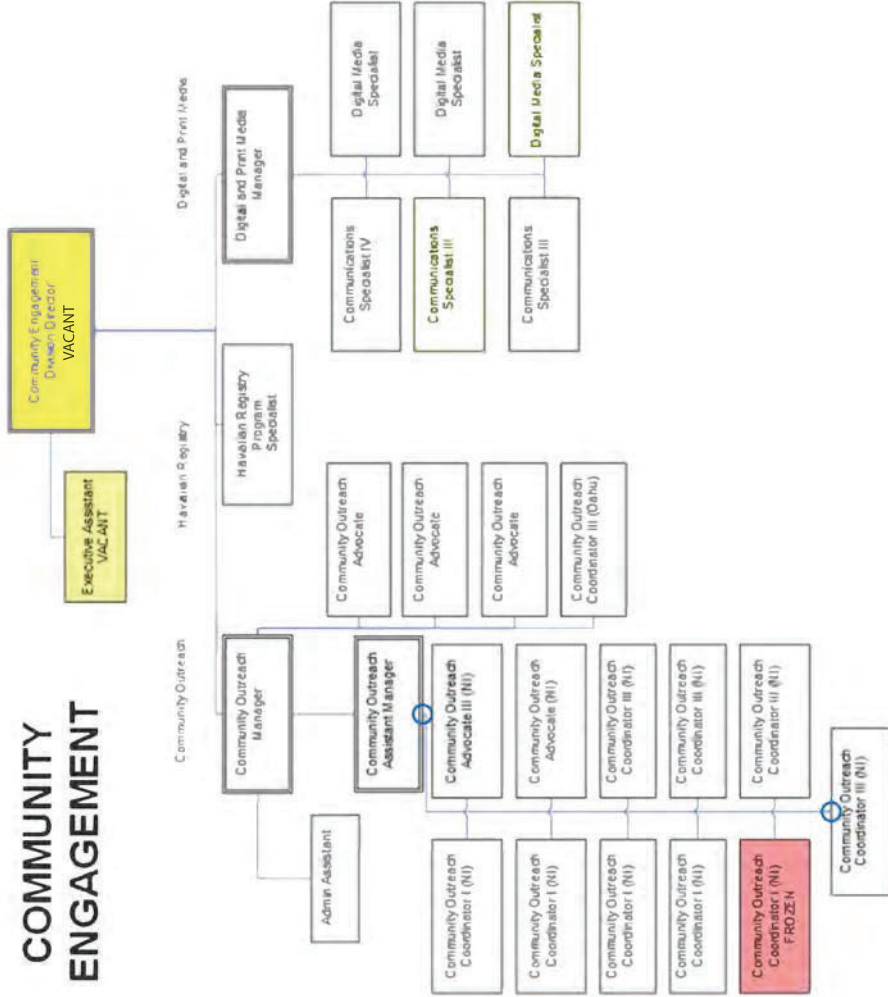 COMMUNITY
ENGAGEMENT
Community Engagement
Division Director
VACANT
Executive Assistant
VACANT
Community Outreach
Hawaiian Registry
Digital and Print Media
Community Outreach
Manager
Hawaiian Registry
Program
Specialist
Digital and Print Media
Manager
Admin Assistant
Community Outreach
Assistant Manager
Community Outreach
Advocate
Community Outreach
Advocate
Community Outreach
Advocate
Community Outreach
Coordinator III (Oahu)
Communications
Specialist IV
Digital Media
Specialist
Communications
Specialist III
Digital Media
Specialist
Communications
Specialist III
Digital Media Specialist
Community Outreach
Coordinator I (NI)
Community Outreach
Advocate III (NI)
Community Outreach
Coordinator I (NI)
Community Outreach
Advocate (NI)
Community Outreach
Coordinator I (NI)
Community Outreach
Coordinator III (NI)
Community Outreach
Coordinator I (NI)
Community Outreach
Coordinator III (NI)
Community Outreach
Coordinator I (NI)
FROZEN
Community Outreach
Coordinator III (NI)
Community Outreach
Coordinator III (NI)